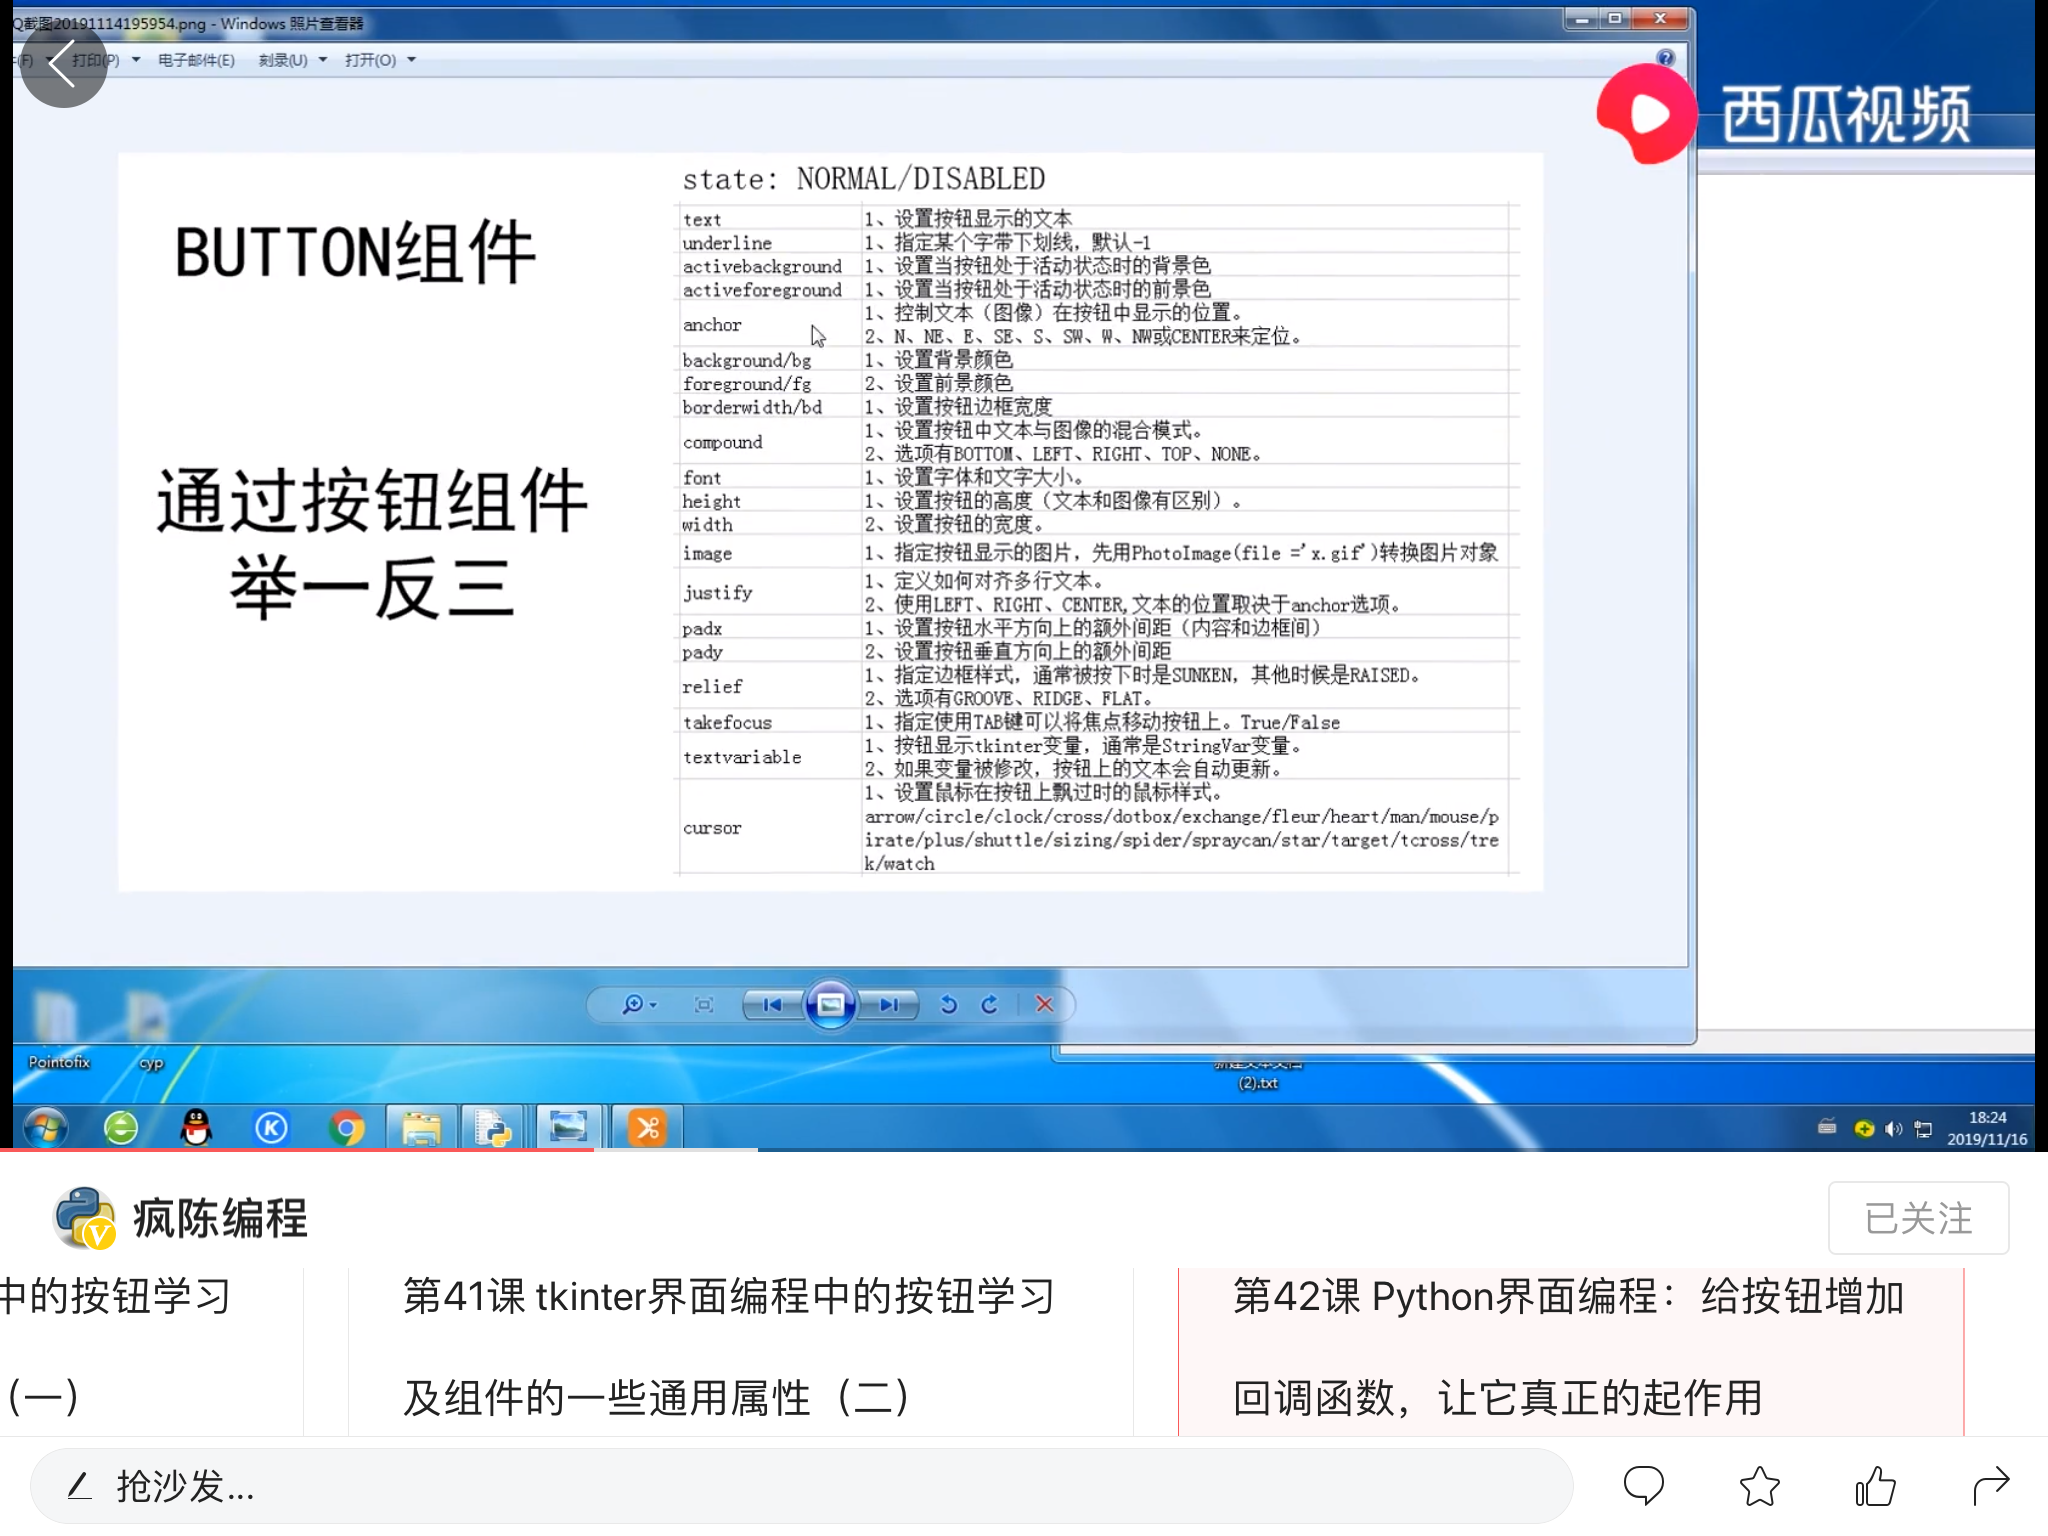 Q截图20191114195954.png - Windows 照片查看器
打印(P)
电子邮件(E)
刻录(U)
打开(O)
西瓜视频
BUTTON组件
通过按钮组件
举一反三
state: NORMAL/DISABLED
text 1、设置按钮显示的文本
underline 1、指定某个字带下划线，默认-1
activebackground 1、设置当按钮处于活动状态时的背景色
activeforeground 1、设置当按钮处于活动状态时的前景色
anchor 1、控制文本（图像）在按钮中显示的位置。
2、N、NE、E、SE、S、SW、W、NW或CENTER来定位。
background/bg 1、设置背景颜色
foreground/fg 2、设置前景颜色
borderwidth/bd 1、设置按钮边框宽度
compound 1、设置按钮中文本与图像的混合模式。
2、选项有BOTTOM、LEFT、RIGHT、TOP、NONE。
font 1、设置字体和文字大小。
height 1、设置按钮的高度（文本和图像有区别）。
width 2、设置按钮的宽度。
image 1、指定按钮显示的图片，先用PhotoImage(file ='x.gif')转换图片对象
justify 1、定义如何对齐多行文本。
2、使用LEFT、RIGHT、CENTER,文本的位置取决于anchor选项。
padx 1、设置按钮水平方向上的额外间距（内容和边框间）
pady 2、设置按钮垂直方向上的额外间距
relief 1、指定边框样式，通常被按下时是SUNKEN，其他时候是RAISED。
2、选项有GROOVE、RIDGE、FLAT。
takefocus 1、指定使用TAB键可以将焦点移动按钮上。True/False
textvariable 1、按钮显示tkinter变量，通常是StringVar变量。
2、如果变量被修改，按钮上的文本会自动更新。
cursor 1、设置鼠标在按钮上飘过时的鼠标样式。
arrow/circle/clock/cross/dotbox/exchange/fleur/heart/man/mouse/p
irate/plus/shuttle/sizing/spider/spraycan/star/target/tcross/tre
k/watch
Pointofix
cyp
(2).txt
18:24
2019/11/16
疯陈编程
已关注
中的按钮学习
（一）
第41课 tkinter界面编程中的按钮学习
及组件的一些通用属性（二）
第42课 Python界面编程：给按钮增加
回调函数，让它真正的起作用
抢沙发...